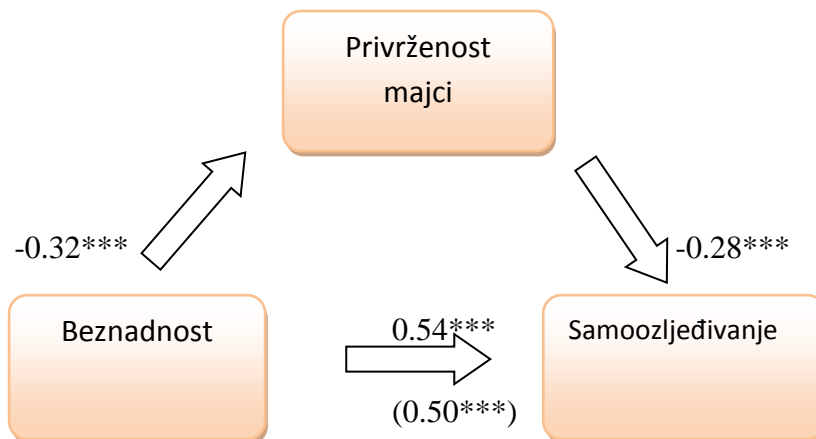 Privrženost
majci
-0.32***
-0.28***
Beznadnost
0.54***
Samoozljeđivanje
(0.50***)